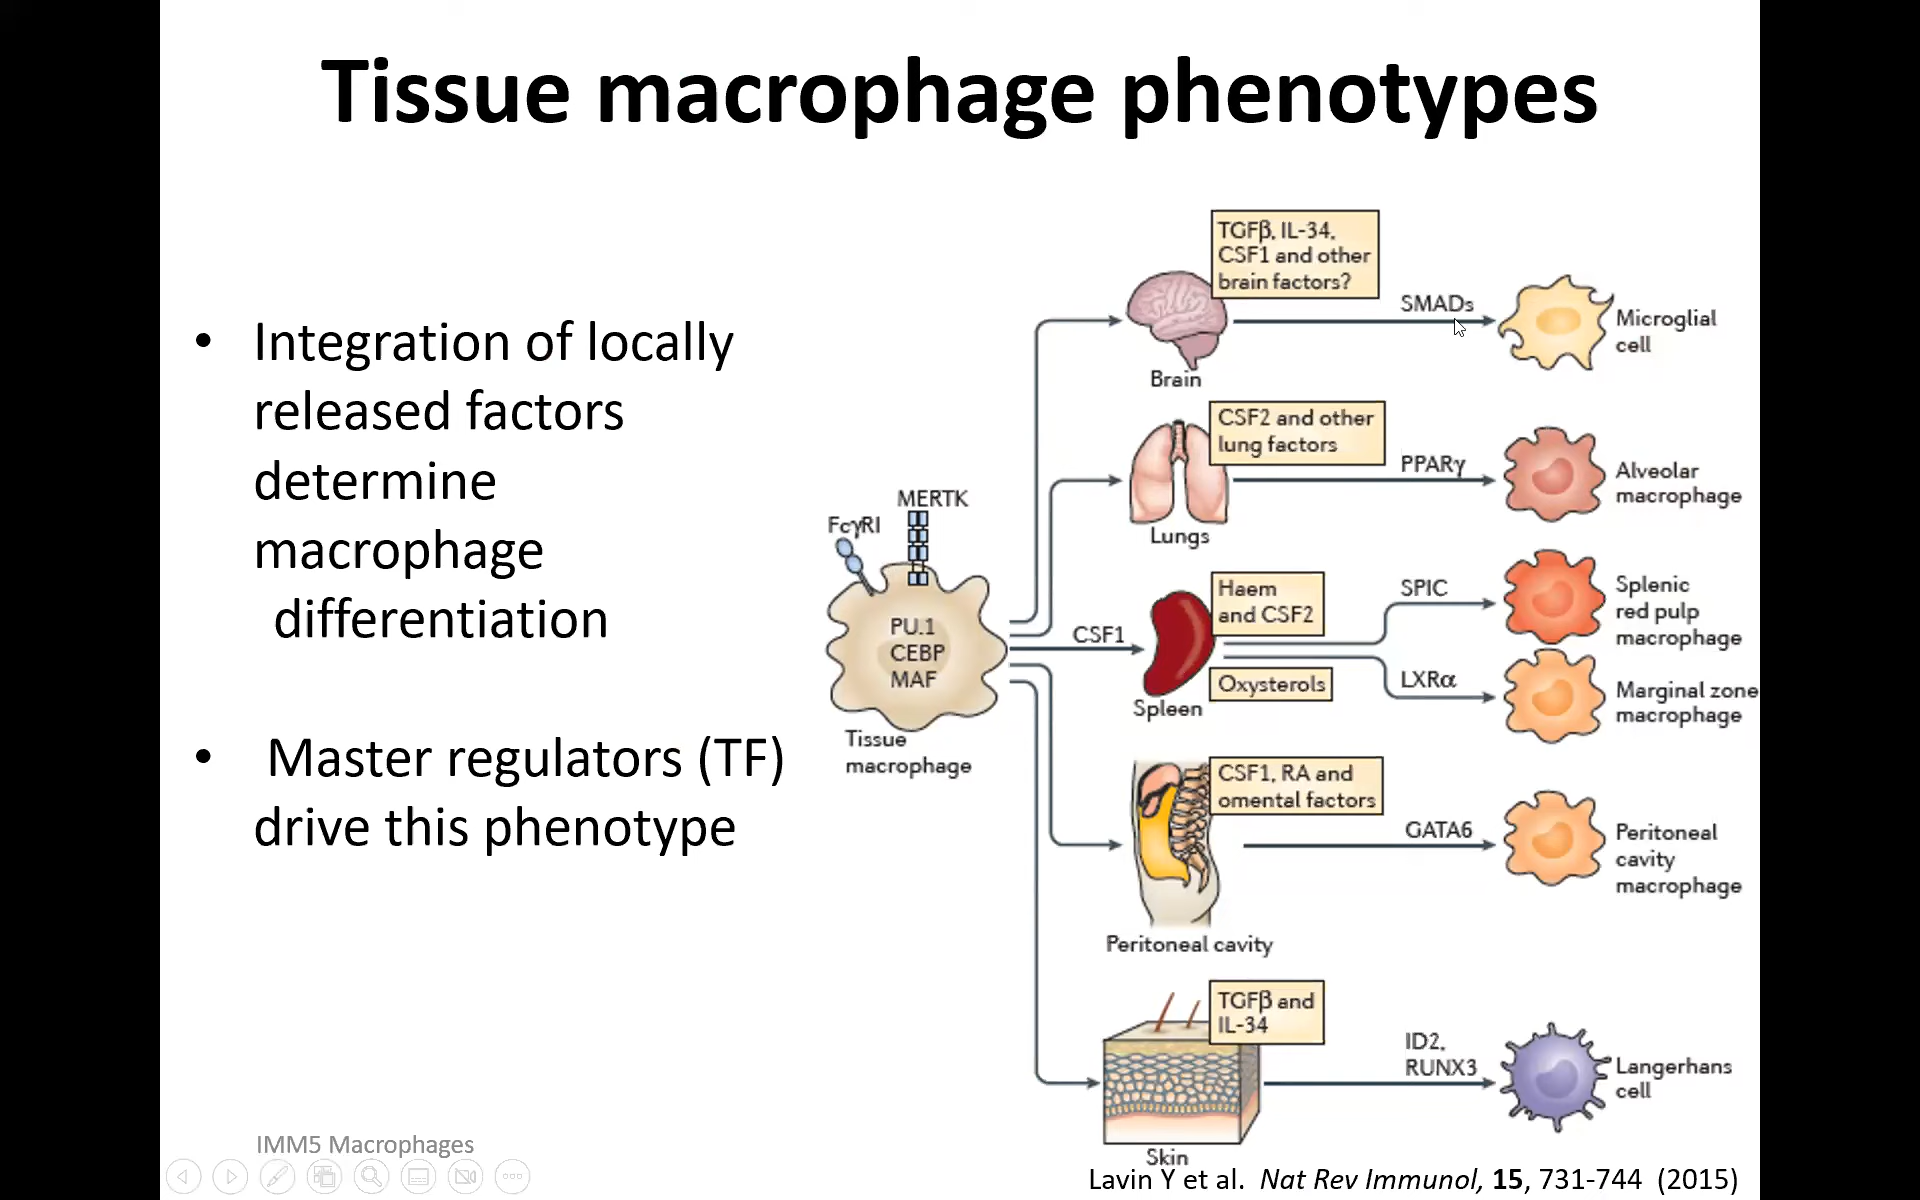 Tissue macrophage phenotypes
• Integration of locally
released factors
determine
macrophage
differentiation
• Master regulators (TF)
drive this phenotype
FcγRI
MERTK
PU.1
CEBP
MAF
Tissue
macrophage
CSF1
TGFβ, IL-34,
CSF1 and other
brain factors?
Brain
SMADs
Microglial
cell
CSF2 and other
lung factors
Lungs
PPARγ
Alveolar
macrophage
Haem
and CSF2
Oxysterols
Spleen
SPIC
Splenic
red pulp
macrophage
LXRα
Marginal zone
macrophage
CSF1, RA and
omental factors
Peritoneal cavity
GATA6
Peritoneal
cavity
macrophage
TGFβ and
IL-34
Skin
ID2,
RUNX3
Langerhans
cell
IMM5 Macrophages
Lavin Y et al. Nat Rev Immunol, 15, 731-744 (2015)